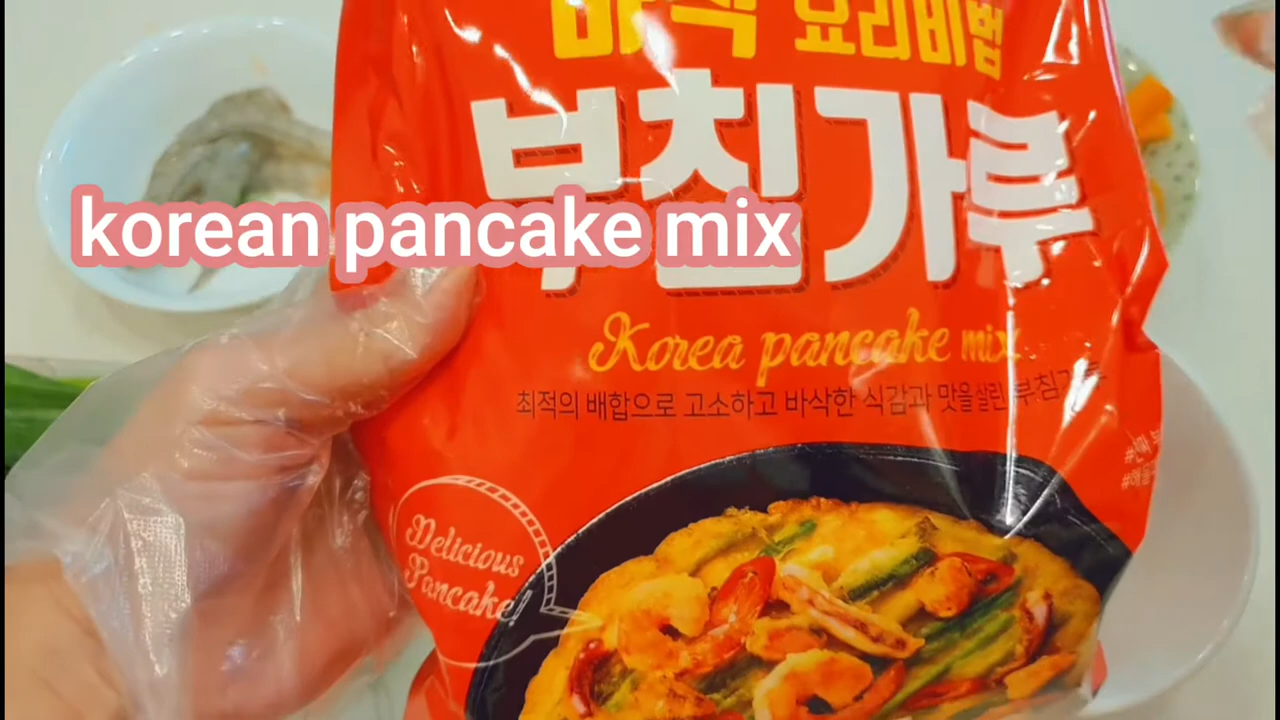 요리비법
부침가루
korean pancake mix
Korea pancake mix
최적의 배합으로 고소하고 바삭한 식감과 맛을 살린 부침가루
Delicious
Pancake!